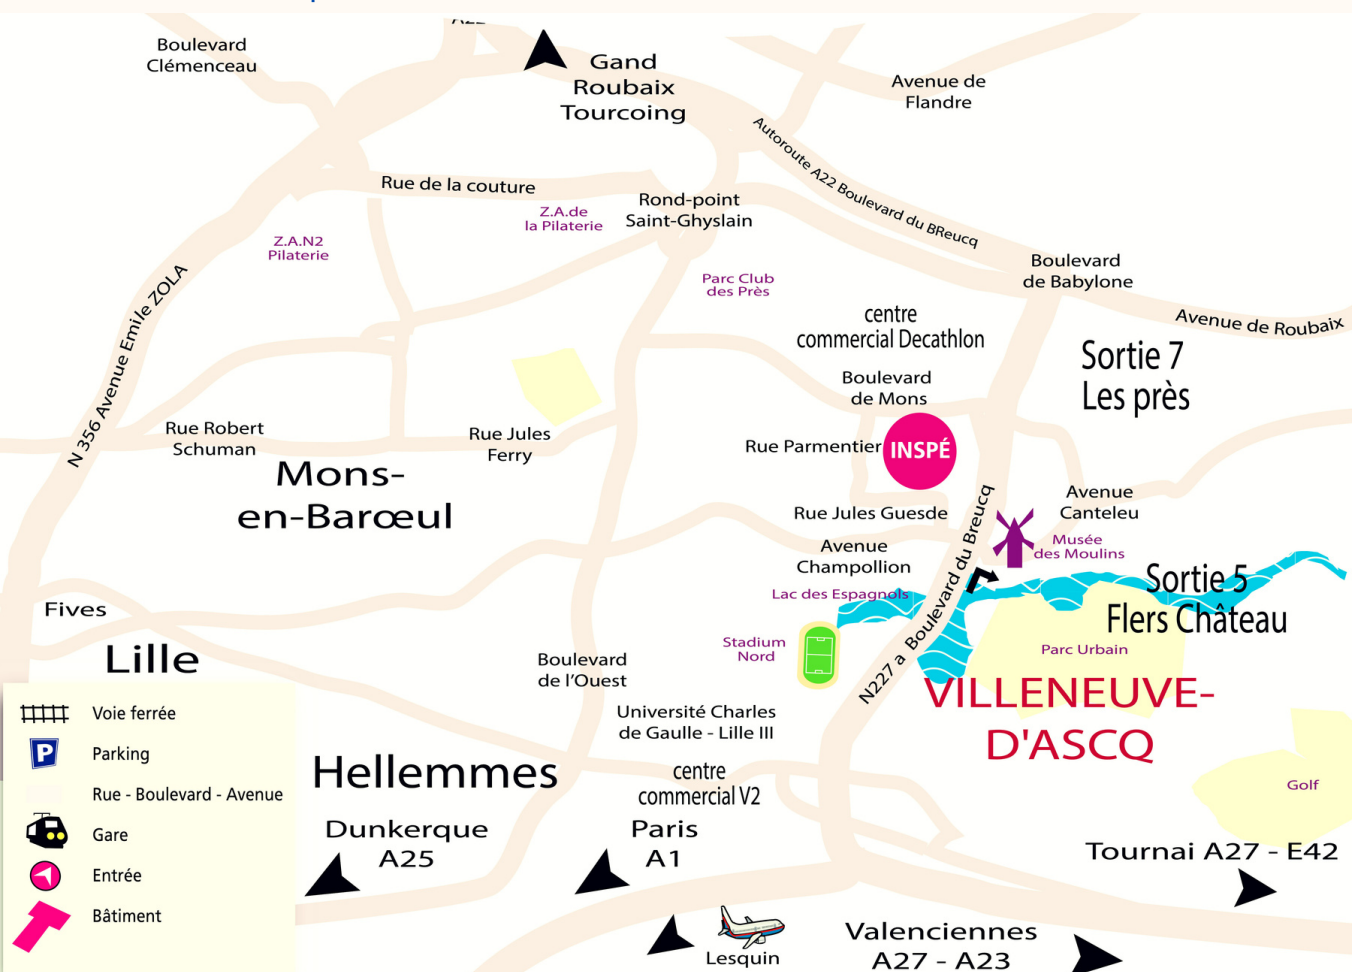 Boulevard
Clémenceau
Gand
Roubaix
Tourcoing
Avenue de
Flandre
Autoroute A22 Boulevard du BReucq
Rue de la couture
Rond-point
Saint-Ghyslain
Z.A.de
la Pilaterie
Z.A.N2
Pilaterie
Parc Club
des Près
Boulevard
de Babylone
Avenue de Roubaix
N 356 Avenue Emile ZOLA
centre
commercial Decathlon
Sortie 7
Les près
Boulevard
de Mons
Rue Robert
Schuman
Rue Jules
Ferry
Rue Parmentier
INSPÉ
Mons-
en-Barœul
Rue Jules Guesde
Avenue
Canteleu
Avenue
Champollion
Musée
des Moulins
Lac des Espagnols
N227 a Boulevard du Breucq
Sortie 5
Flers Château
Fives
Lille
Stadium
Nord
Parc Urbain
Boulevard
de l'Ouest
VILLENEUVE-
D'ASCQ
Université Charles
de Gaulle - Lille III
Hellemmes
centre
commercial V2
Golf
Dunkerque
A25
Paris
A1
Tournai A27 - E42
Lesquin
Valenciennes
A27 - A23
Voie ferrée
P
Parking
Rue - Boulevard - Avenue
Gare
Entrée
Bâtiment